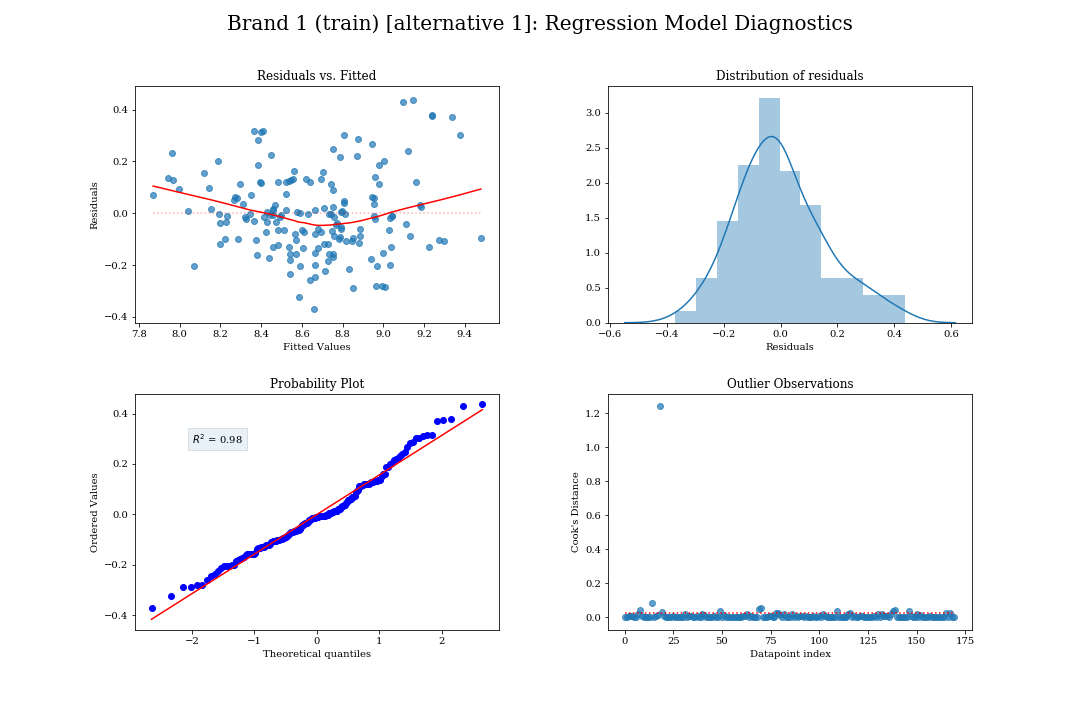 Brand 1 (train) [alternative 1]: Regression Model Diagnostics
Residuals vs. Fitted
Residuals
0.4
0.2
0.0
−0.2
−0.4
7.8 8.0 8.2 8.4 8.6 8.8 9.0 9.2 9.4
Fitted Values
Distribution of residuals
3.0
2.5
2.0
1.5
1.0
0.5
0.0
−0.6 −0.4 −0.2 0.0 0.2 0.4 0.6
Residuals
Probability Plot
Ordered Values
0.4
0.2
0.0
−0.2
−0.4
R² = 0.98
−2 −1 0 1 2
Theoretical quantiles
Outlier Observations
Cook's Distance
1.2
1.0
0.8
0.6
0.4
0.2
0.0
0 25 50 75 100 125 150 175
Datapoint index